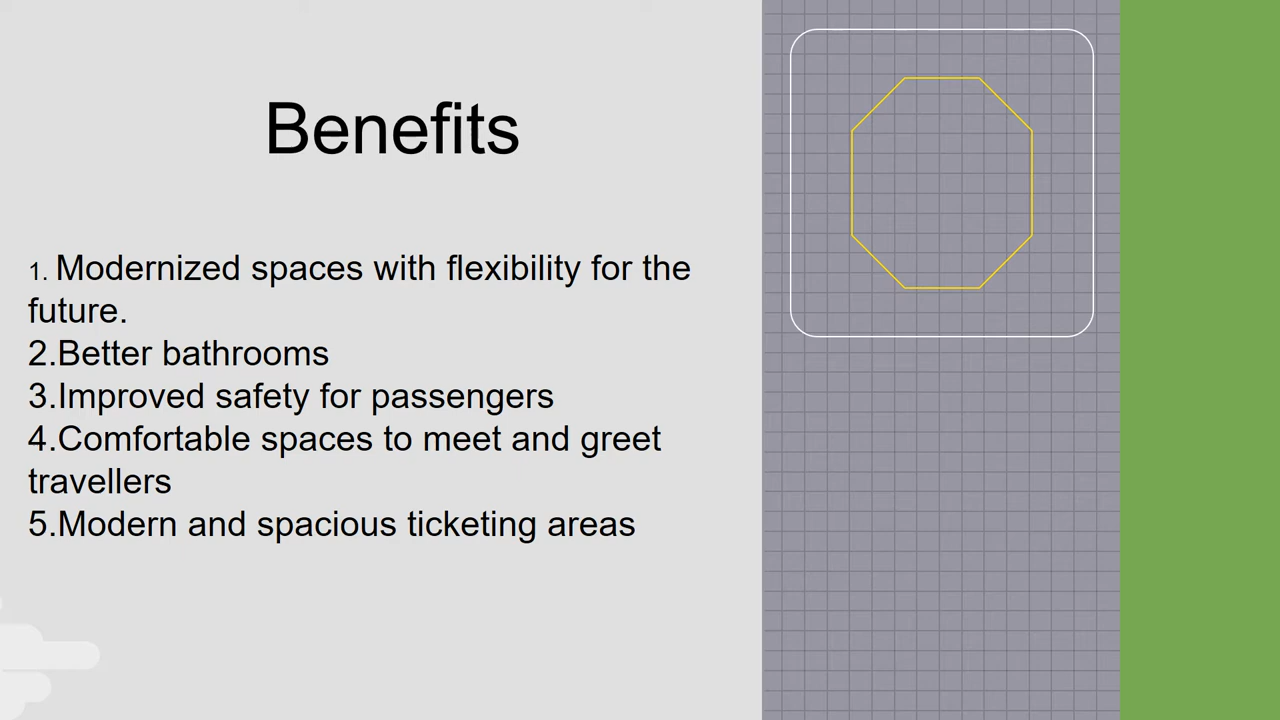 Benefits
1. Modernized spaces with flexibility for the
future.
2.Better bathrooms
3.Improved safety for passengers
4.Comfortable spaces to meet and greet
travellers
5.Modern and spacious ticketing areas